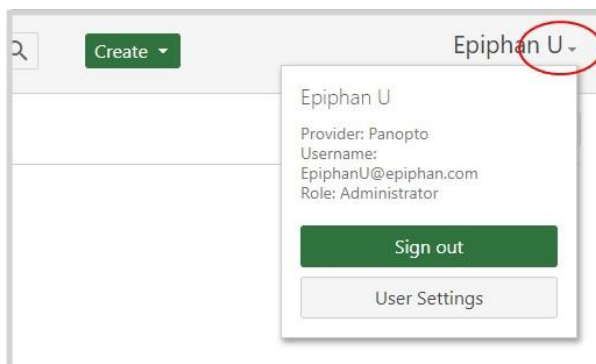 Create
Epiphan U
Epiphan U
Provider: Panopto
Username:
EpiphanU@epiphan.com
Role: Administrator
Sign out
User Settings